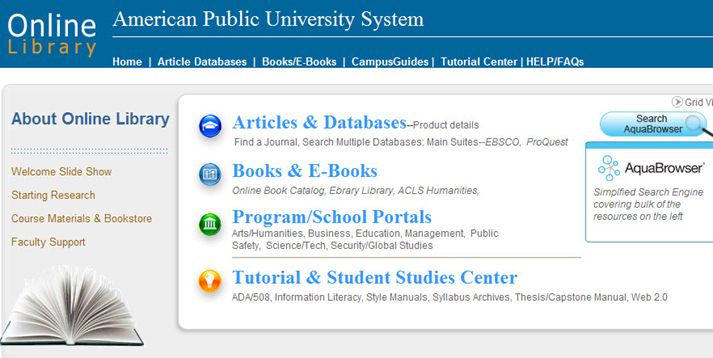 Online
Library
American Public University System
Home | Article Databases | Books/E-Books | CampusGuides | Tutorial Center | HELP/FAQs
About Online Library
Welcome Slide Show
Starting Research
Course Materials & Bookstore
Faculty Support
Articles & Databases--Product details
Find a Journal, Search Multiple Databases: Main Suites--EBSCO, ProQuest
Books & E-Books
Online Book Catalog, Ebrary Library, ACLS Humanities,
Program/School Portals
Arts/Humanities, Business, Education, Management, Public
Safety, Science/Tech, Security/Global Studies
Tutorial & Student Studies Center
ADA/508, Information Literacy, Style Manuals, Syllabus Archives, Thesis/Capstone Manual, Web 2.0
Grid Vi
Search
AquaBrowser
AquaBrowser
Simplfied Search Engine
covering bulk of the
resources on the left